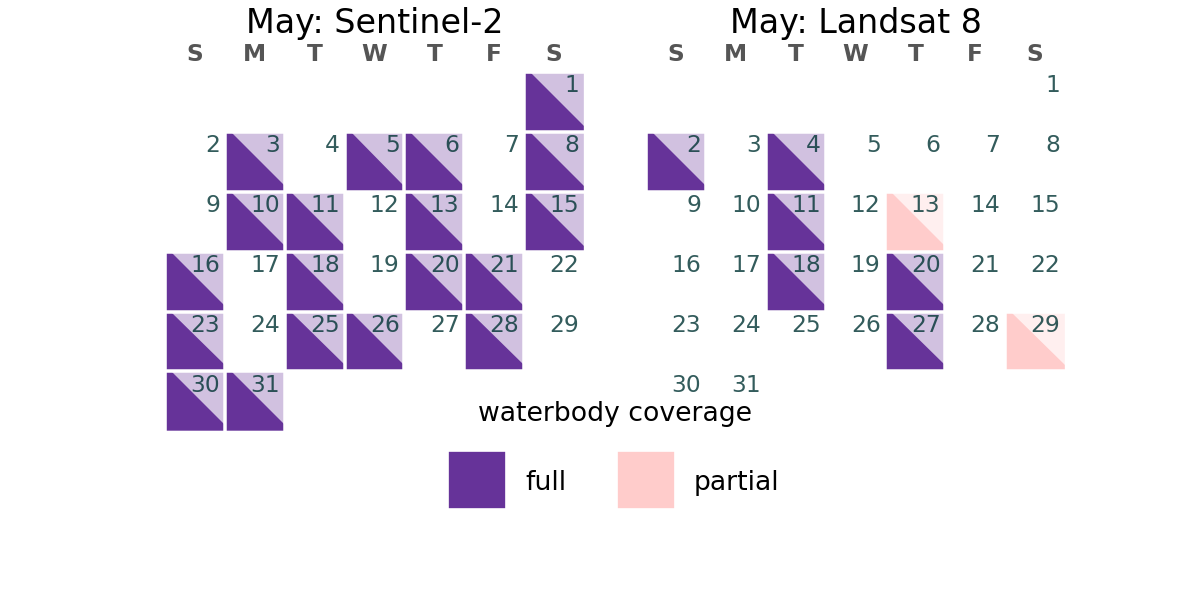 May: Sentinel-2
S M T W T F S
1
2 3 4 5 6 7 8
9 10 11 12 13 14 15
16 17 18 19 20 21 22
23 24 25 26 27 28 29
30 31
May: Landsat 8
S M T W T F S
1
2 3 4 5 6 7 8
9 10 11 12 13 14 15
16 17 18 19 20 21 22
23 24 25 26 27 28 29
30 31
waterbody coverage
full
partial